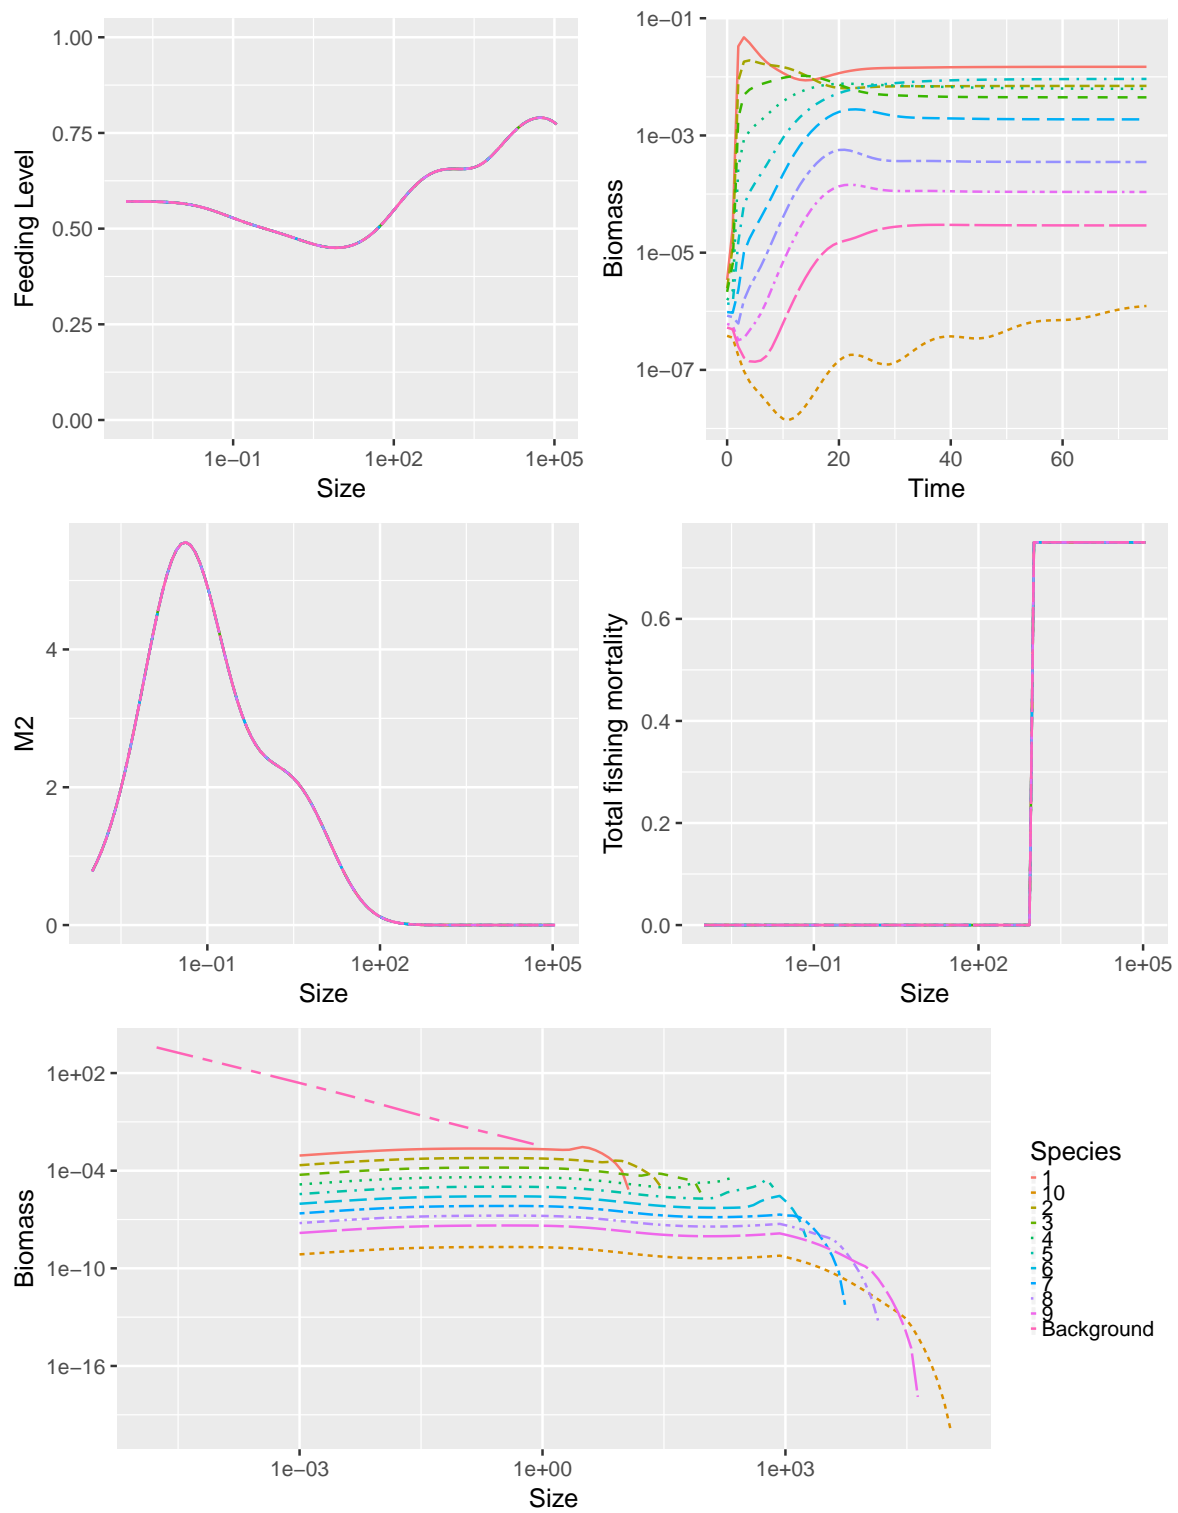 1.00
0.75
0.50
0.25
0.00
Feeding Level
1e−01
1e+02
1e+05
Size
1e−01
1e−03
1e−05
1e−07
Biomass
0
20
40
60
Time
4
2
0
M2
1e−01
1e+02
1e+05
Size
0.6
0.4
0.2
0.0
Total fishing mortality
1e−01
1e+02
1e+05
Size
1e+02
1e−04
1e−10
1e−16
Biomass
1e−03
1e+00
1e+03
Size
Species
1
10
2
3
4
5
6
7
8
9
Background